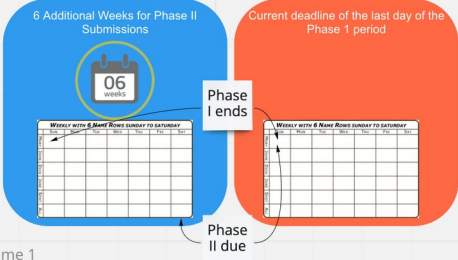 6 Additional Weeks for Phase II
Submissions
06
weeks
Current deadline of the last day of the
Phase 1 period
Phase
I ends
WEEKLY WITH 6 NAME ROWS SUNDAY TO SATURDAY
SUN MON TUE WED THU FRI SAT
WEEKLY WITH 6 NAME ROWS SUNDAY TO SATURDAY
SUN MON TUE WED THU FRI SAT
Phase
II due
me 1